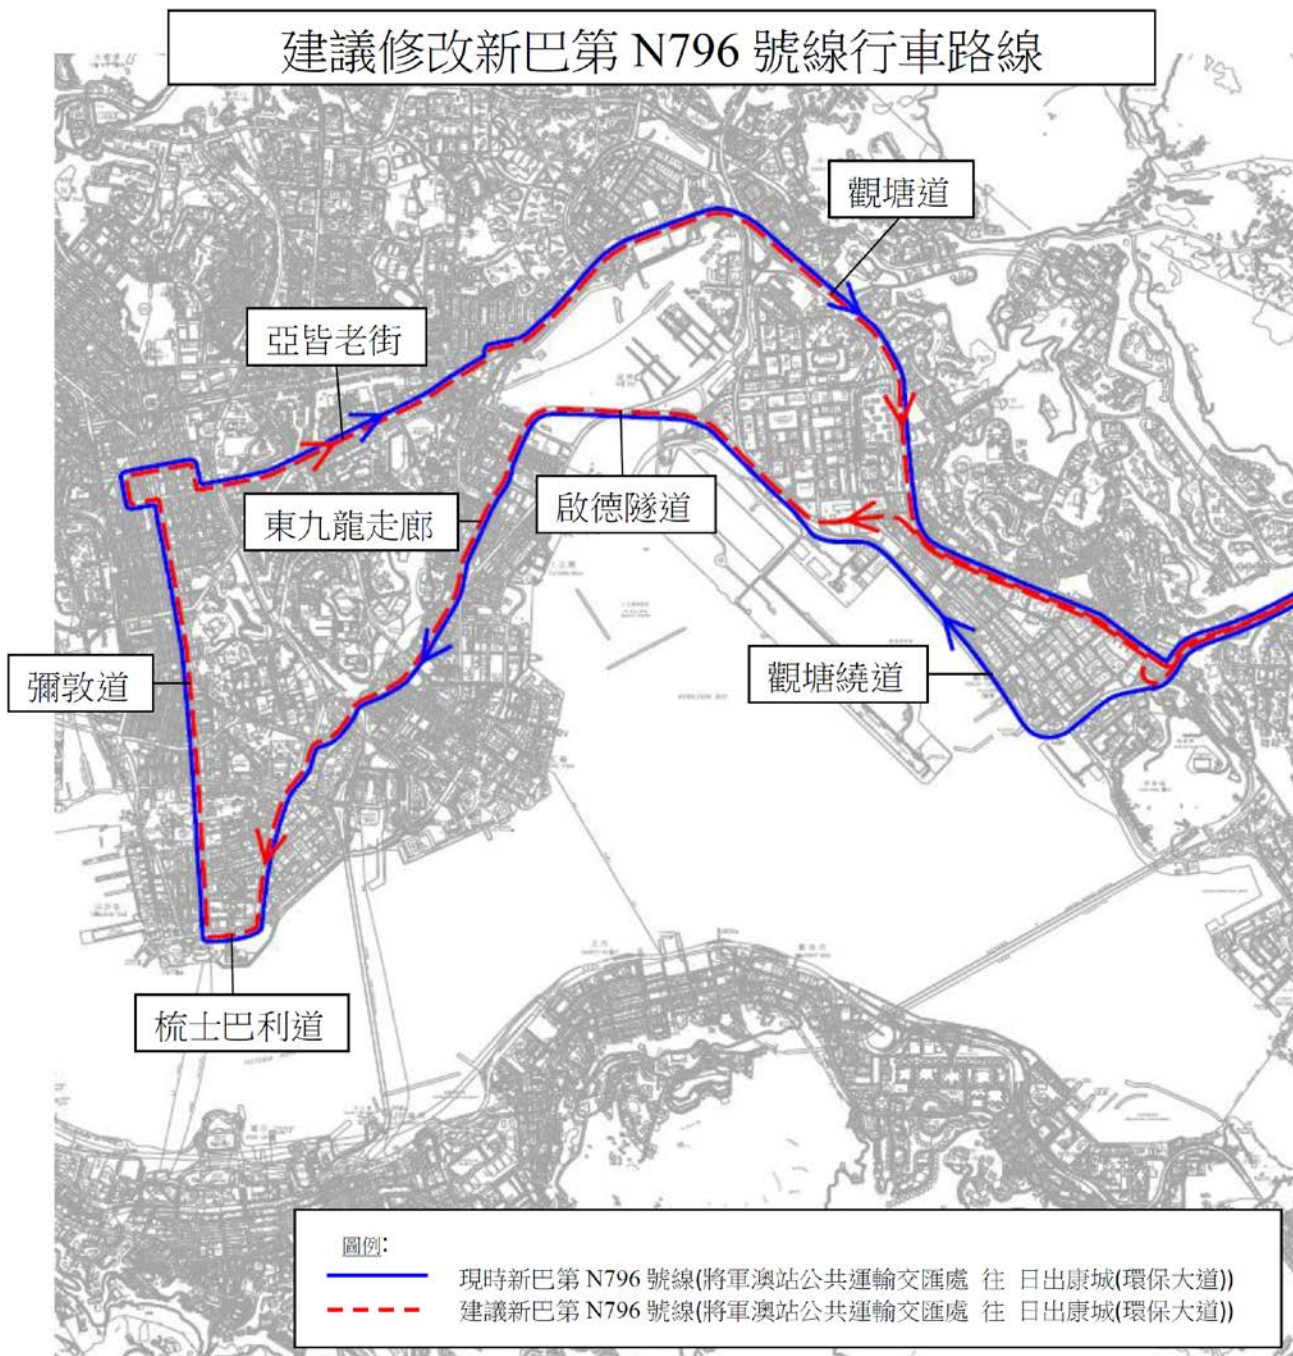 建議修改新巴第 N796 號線行車路線
觀塘道
亞皆老街
啟德隧道
東九龍走廊
彌敦道
觀塘繞道
梳士巴利道
圖例:
現時新巴第 N796 號線(將軍澳站公共運輸交匯處 往 日出康城(環保大道))
建議新巴第 N796 號線(將軍澳站公共運輸交匯處 往 日出康城(環保大道))